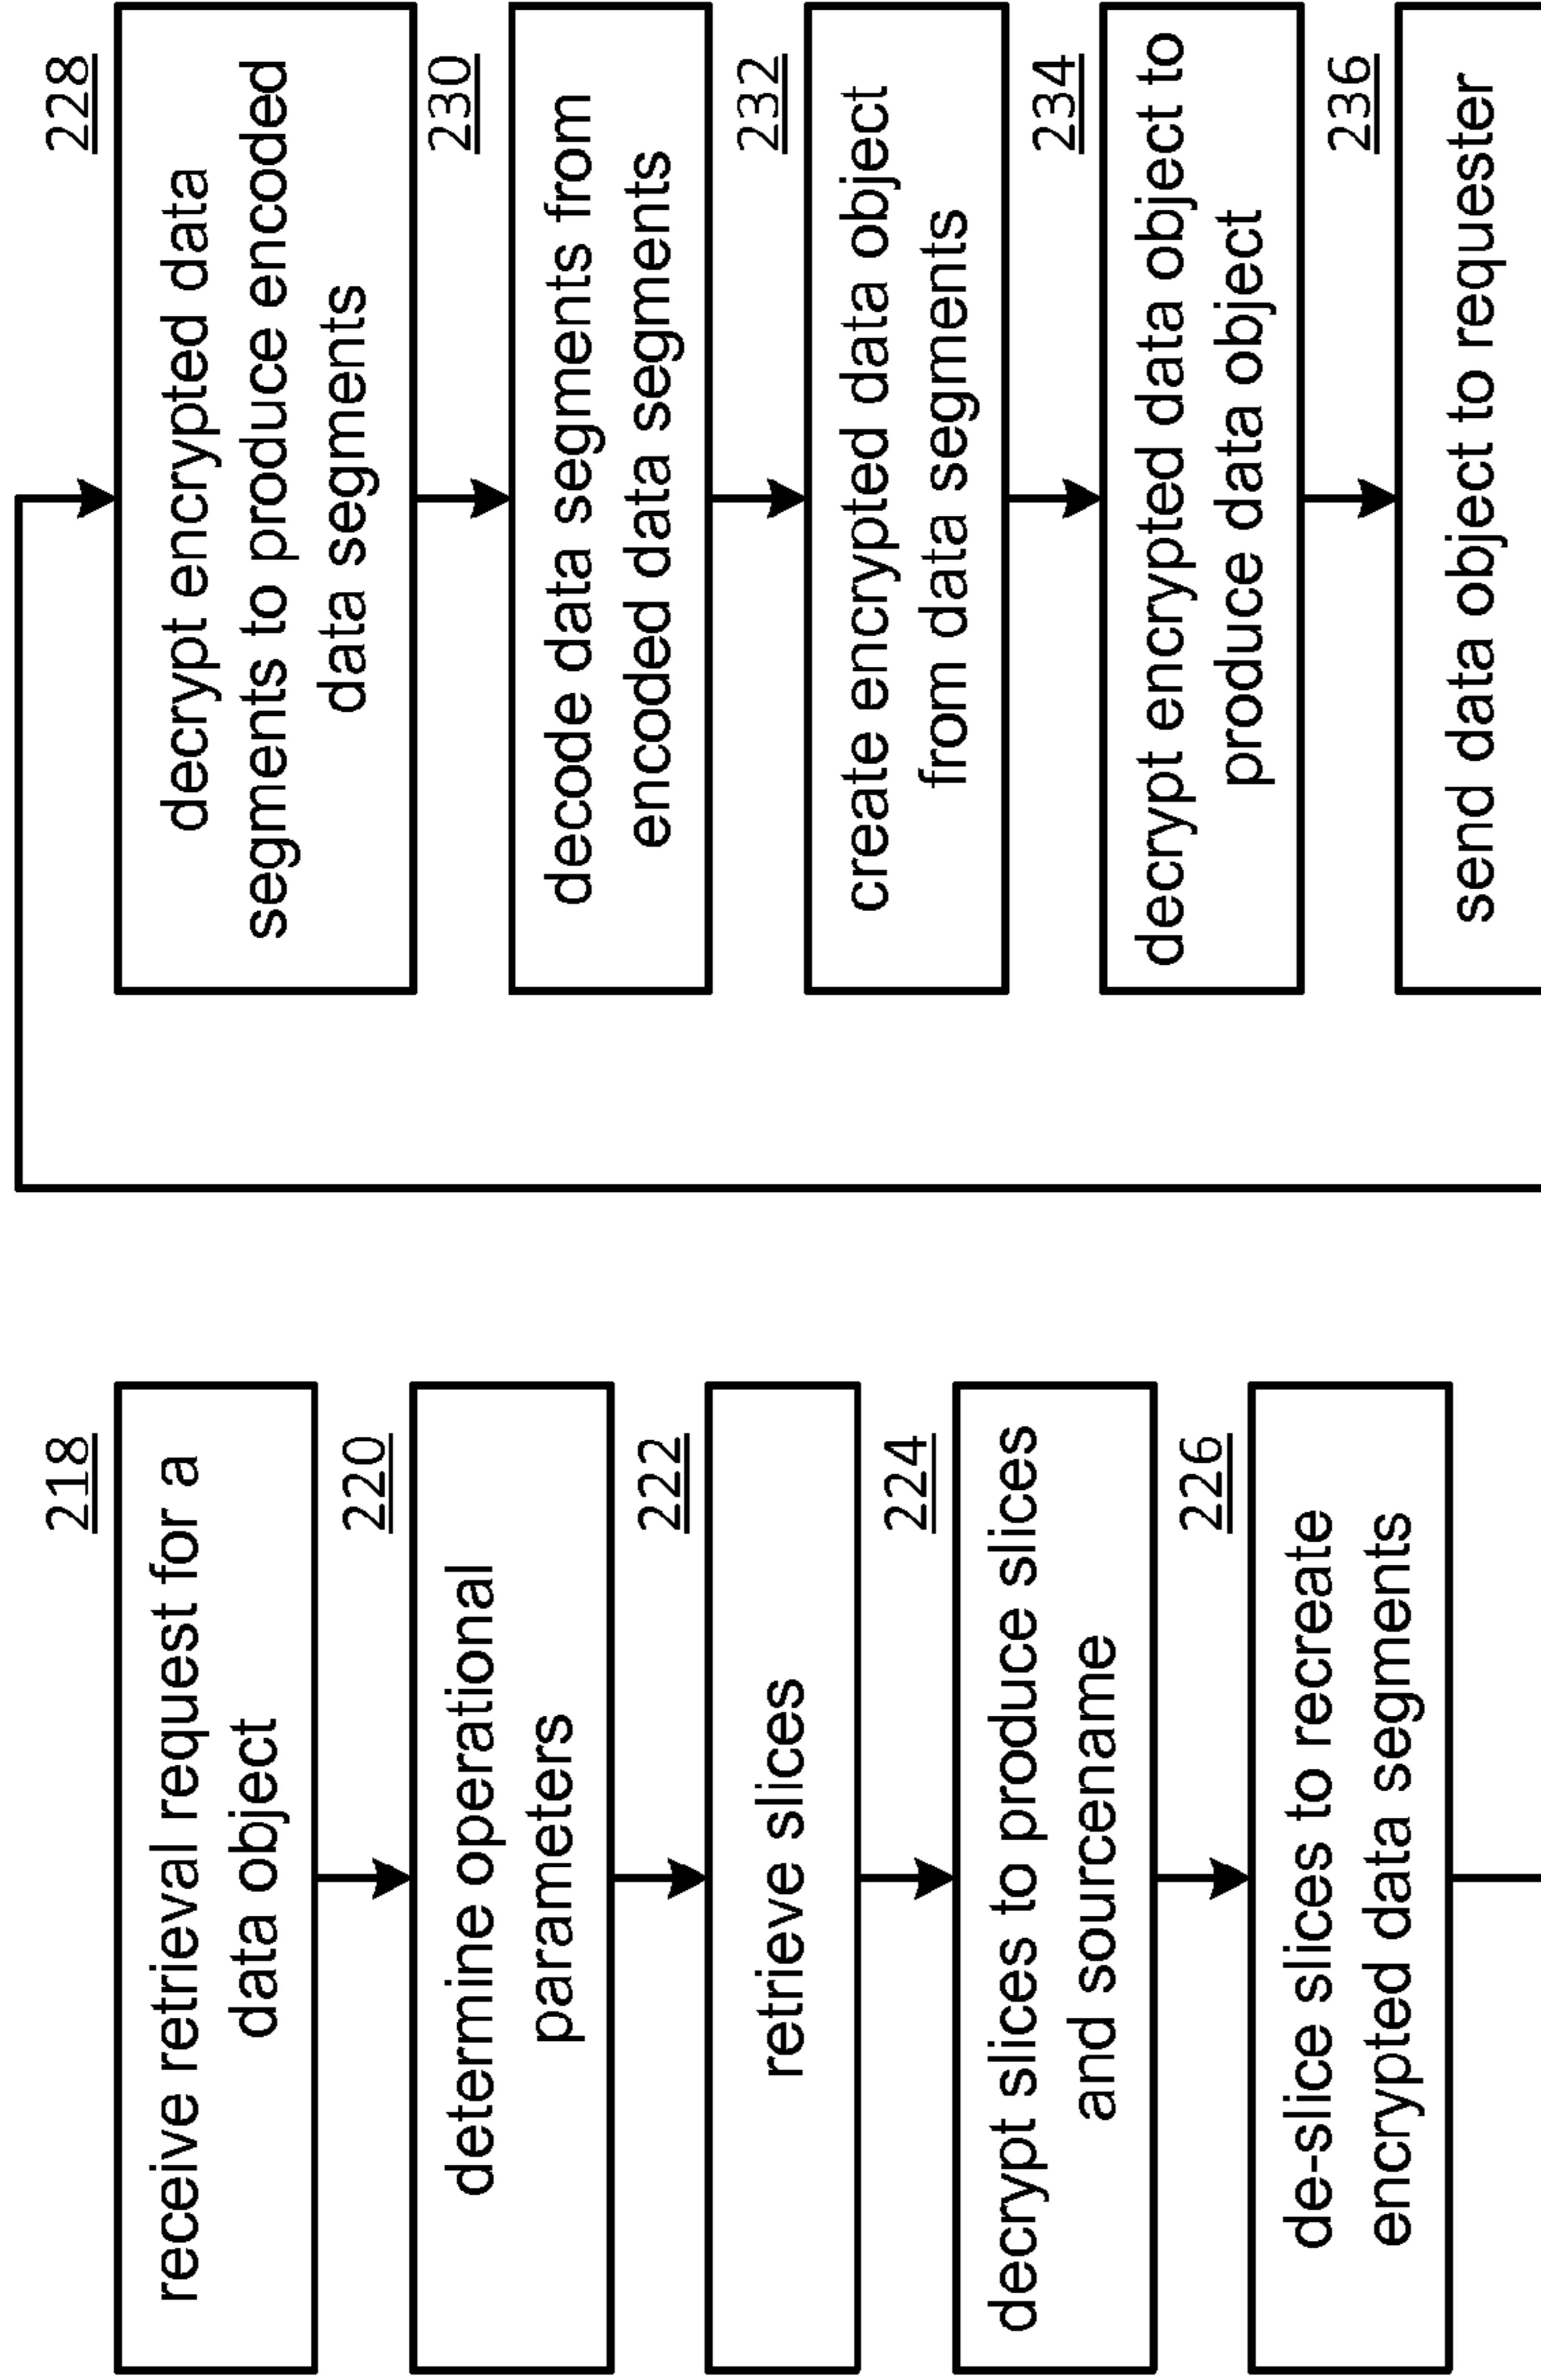 218
receive retrieval request for a
data object
220
determine operational
parameters
222
retrieve slices
224
decrypt slices to produce slices
and sourcename
226
de-slice slices to recreate
encrypted data segments
228
decrypt encrypted data
segments to produce encoded
data segments
230
decode data segments from
encoded data segments
232
create encrypted data object
from data segments
234
decrypt encrypted data object to
produce data object
236
send data object to requester